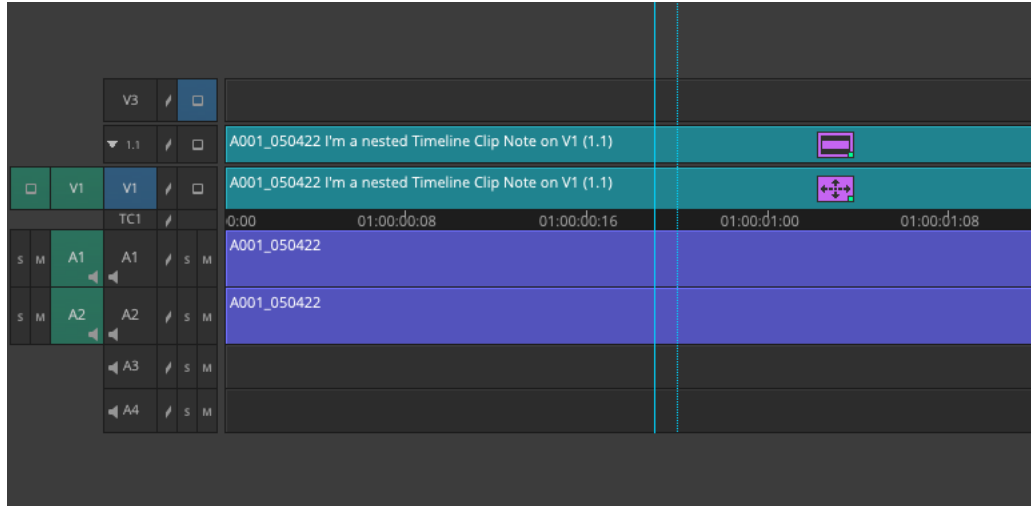 V3
1.1 A001_050422 I'm a nested Timeline Clip Note on V1 (1.1)
V1 V1 A001_050422 I'm a nested Timeline Clip Note on V1 (1.1)
TC1 0:00 01:00:00:08 01:00:00:16 01:00:01:00 01:00:01:08
S M A1 A1 S M A001_050422
S M A2 A2 S M A001_050422
A3 S M
A4 S M